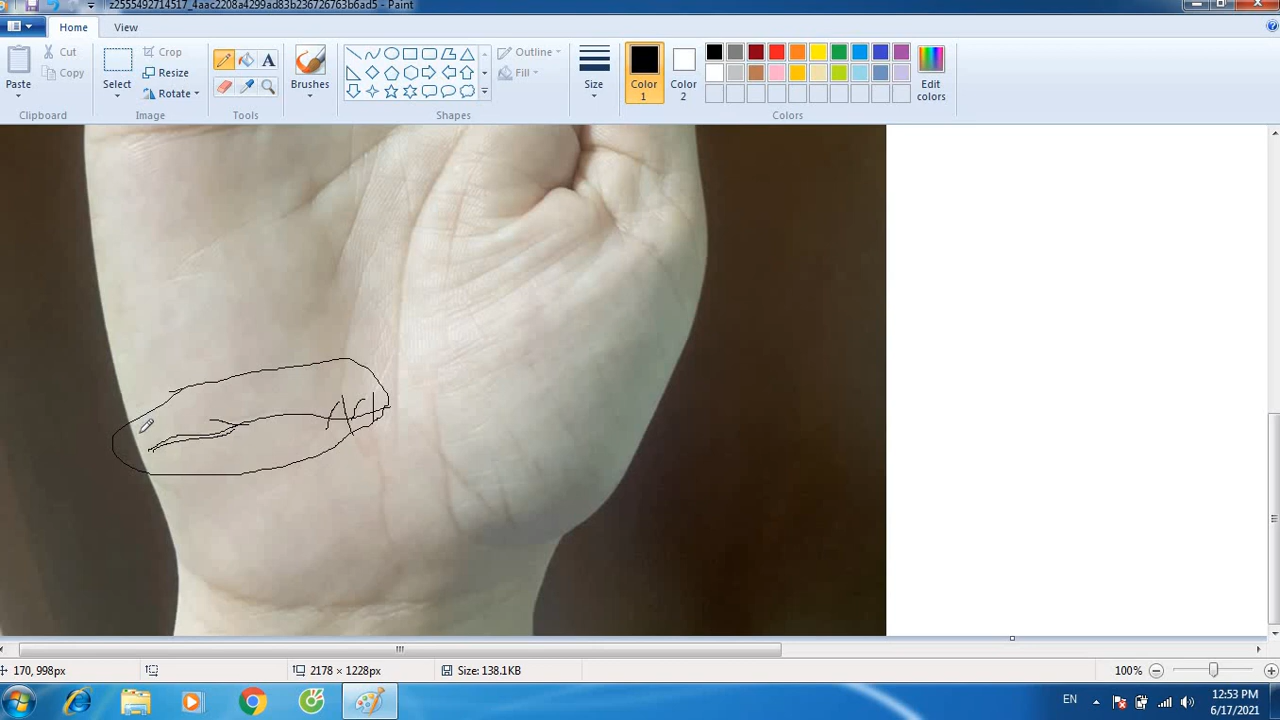 z2555492714517_4aac2208a4299ad83b236726763b6ad5 - Paint
Home View
Paste
Cut
Copy
Clipboard
Select
Crop
Resize
Rotate
Image
A
Tools
Brushes
Shapes
Outline
Fill
Size
Color 1
Color 2
Edit colors
Colors
170, 998px
2178 × 1228px
Size: 138.1KB
100%
EN
12:53 PM
6/17/2021